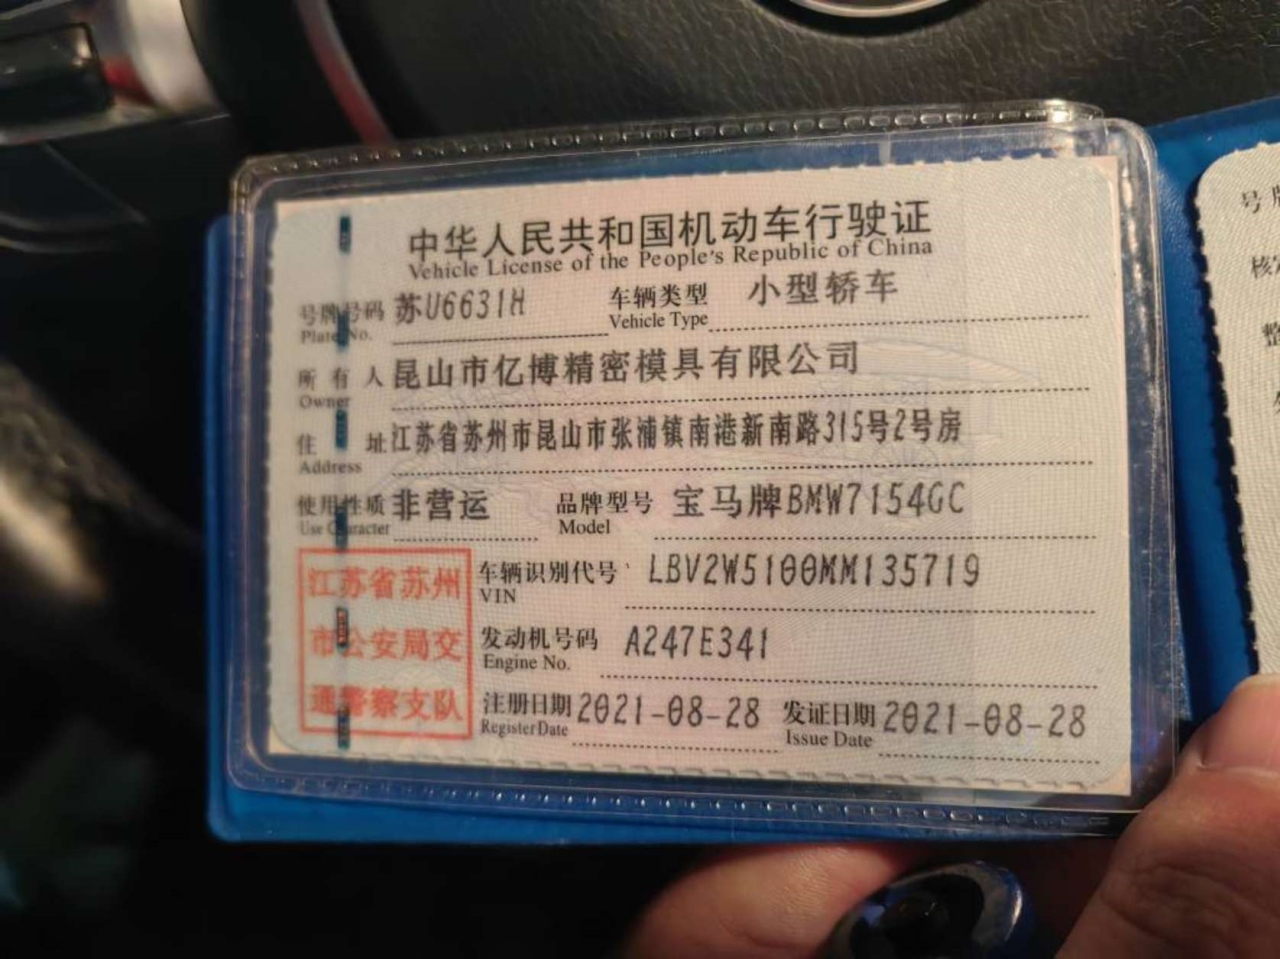 中华人民共和国机动车行驶证
Vehicle License of the People's Republic of China
号牌号码 苏U6631H 车辆类型 小型轿车
Plate No. Vehicle Type
所有人 昆山市亿博精密模具有限公司
Owner
住址 江苏省苏州市昆山市张浦镇南港新南路315号2号房
Address
使用性质 非营运 品牌型号 宝马牌BMW7154GC
Use Character Model
江苏省苏州
市公安局交
通警察支队
车辆识别代号 LBV2W5100MM135719
VIN
发动机号码 A247E341
Engine No.
注册日期 2021-08-28 发证日期 2021-08-28
Register Date Issue Date
号牌
核定
整